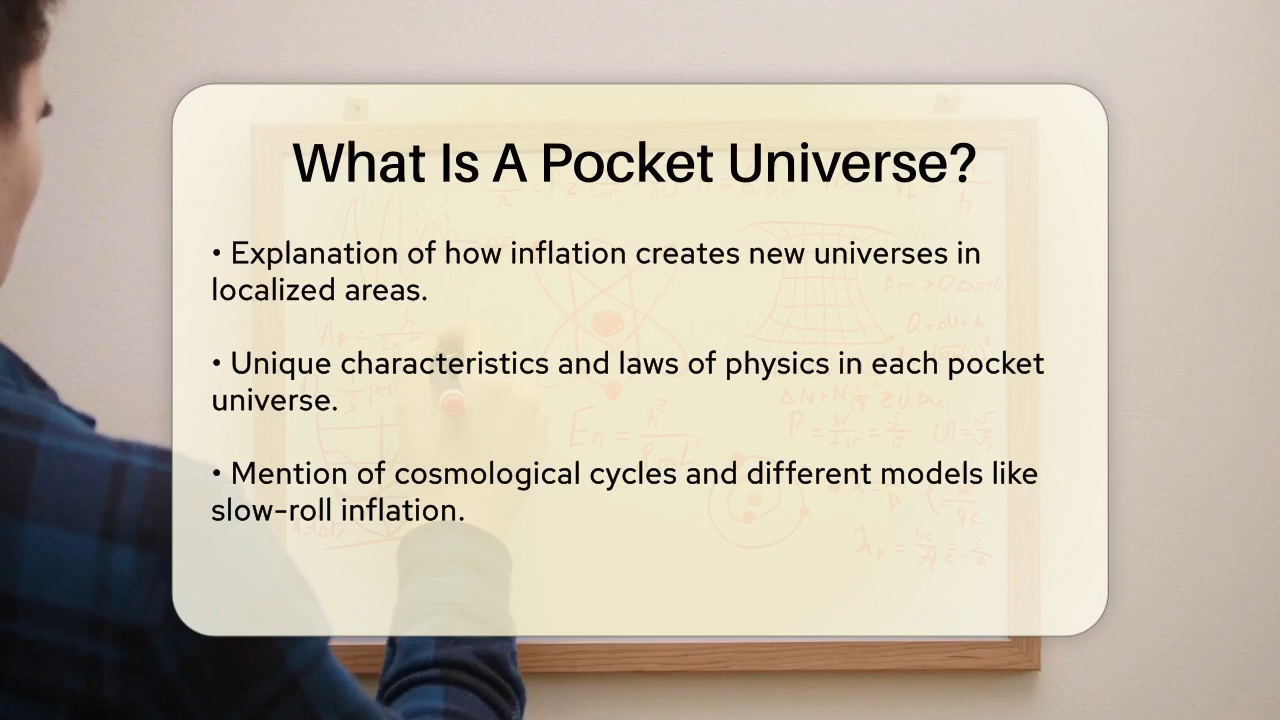 What Is A Pocket Universe?
• Explanation of how inflation creates new universes in
localized areas.
• Unique characteristics and laws of physics in each pocket
universe.
• Mention of cosmological cycles and different models like
slow-roll inflation.